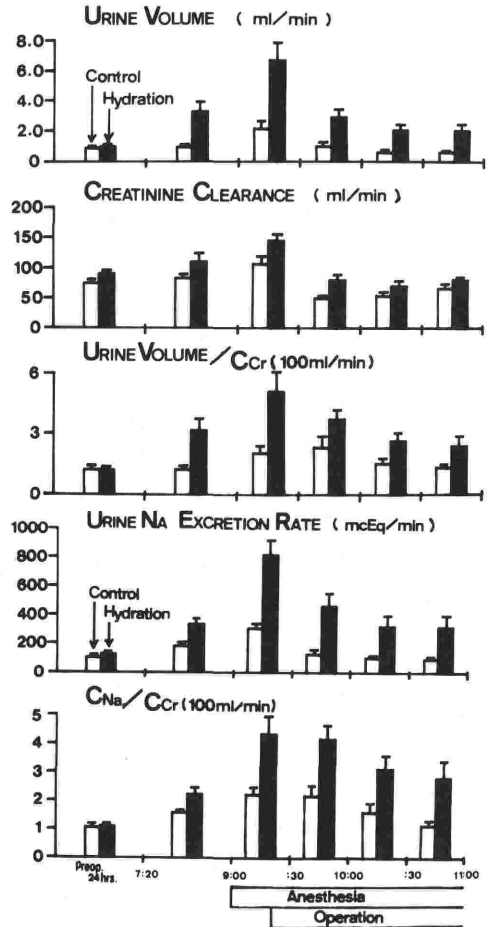 URINE VOLUME ( ml/min )
8.0
6.0
4.0
2.0
0
Control
Hydration
CREATININE CLEARANCE ( ml/min )
200
150
100
50
0
URINE VOLUME / CCr (100ml/min)
6
3
0
URINE NA EXCRETION RATE ( mcEq/min )
1000
800
600
400
200
0
Control
Hydration
CNa / CCr (100ml/min)
5
4
3
2
1
0
Preop. 24hrs. 7:20 9:00 :30 10:00 :30 11:00
Anesthesia
Operation